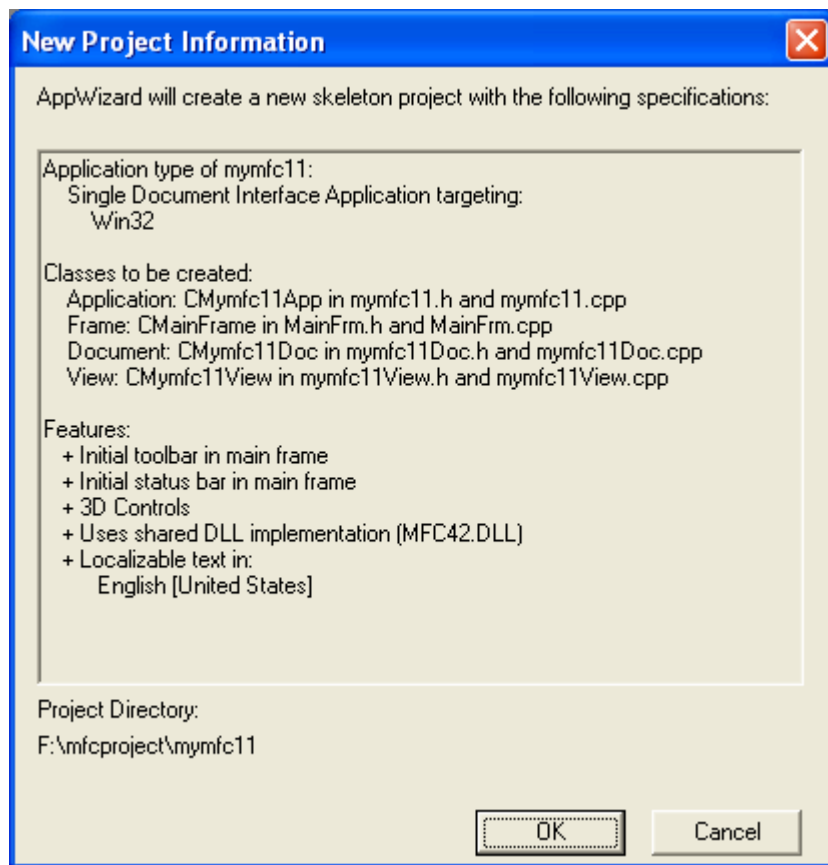 New Project Information
AppWizard will create a new skeleton project with the following specifications:
Application type of mymfc11:
Single Document Interface Application targeting:
Win32
Classes to be created:
Application: CMymfc11App in mymfc11.h and mymfc11.cpp
Frame: CMainFrame in MainFrm.h and MainFrm.cpp
Document: CMymfc11Doc in mymfc11Doc.h and mymfc11Doc.cpp
View: CMymfc11View in mymfc11View.h and mymfc11View.cpp
Features:
+ Initial toolbar in main frame
+ Initial status bar in main frame
+ 3D Controls
+ Uses shared DLL implementation (MFC42.DLL)
+ Localizable text in:
English [United States]
Project Directory:
F:\mfcproject\mymfc11
OK Cancel